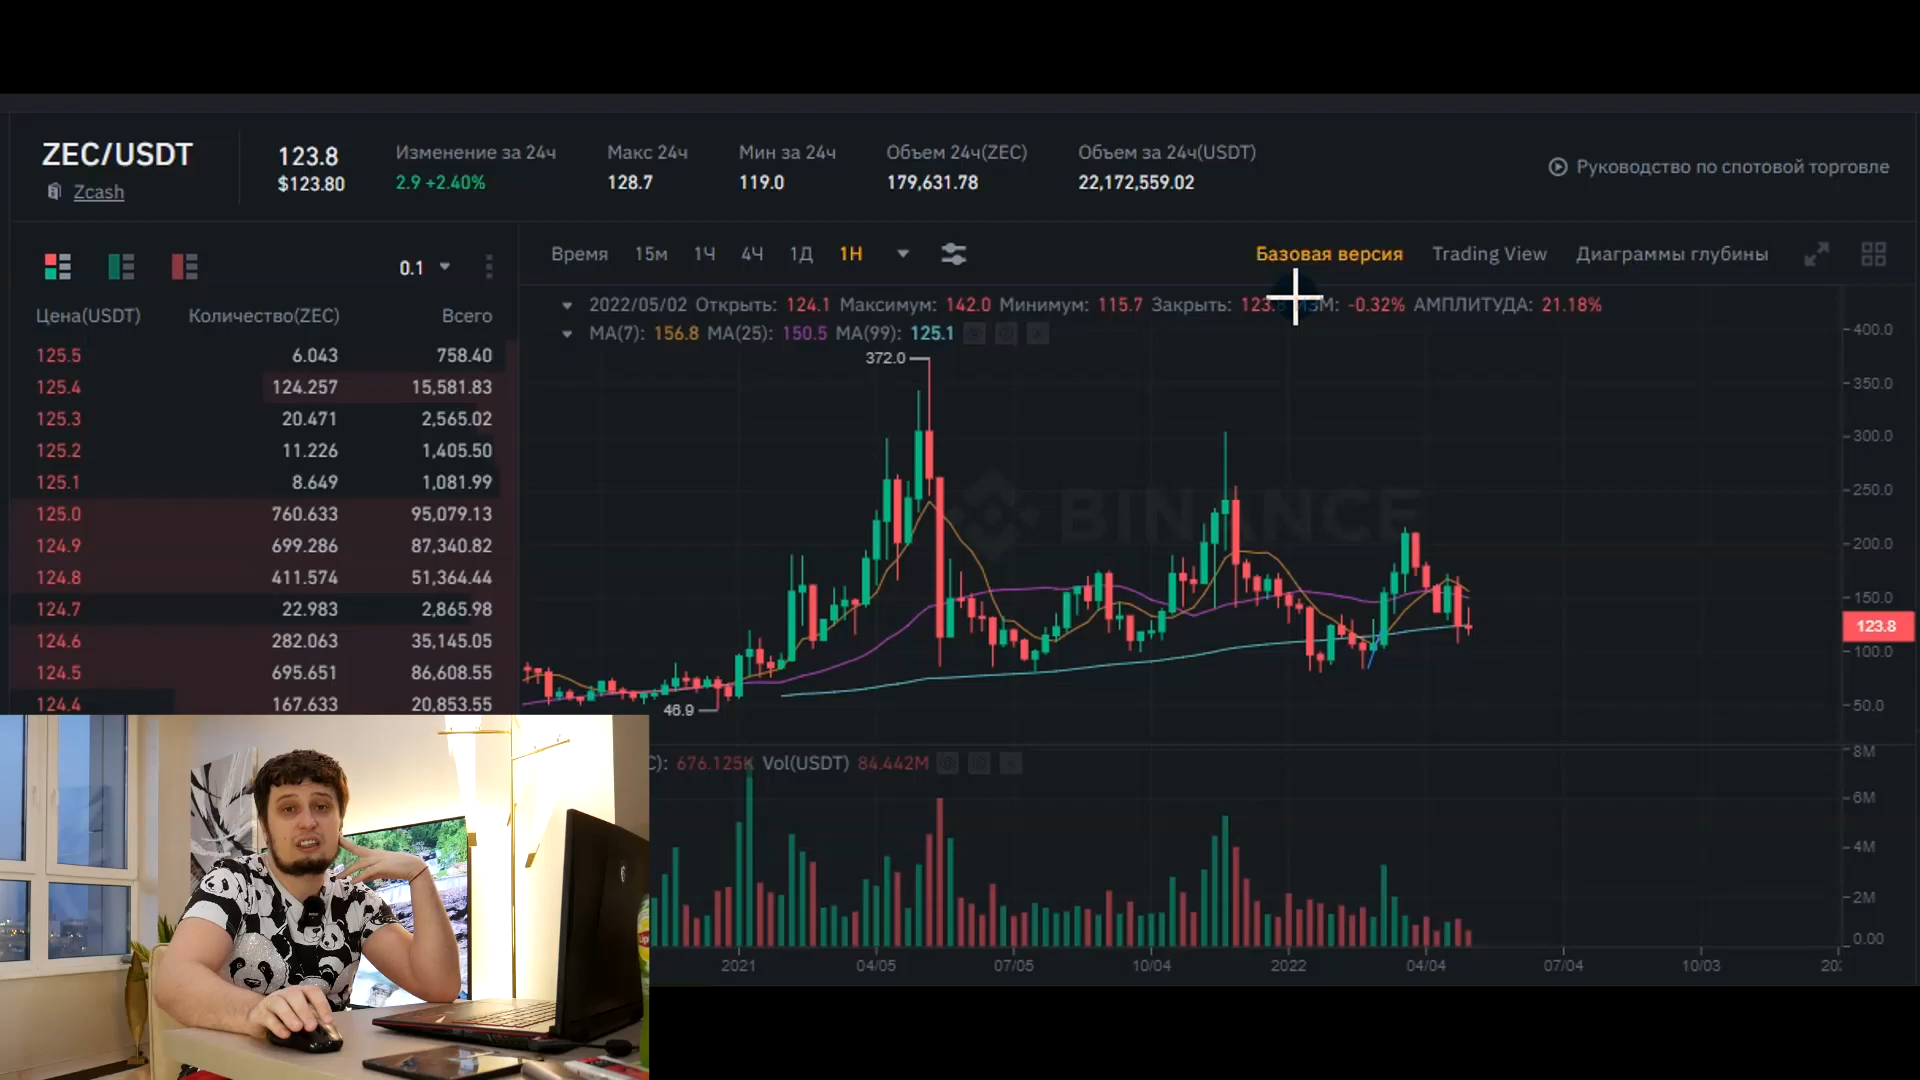 ZEC/USDT
Zcash
123.8
$123.80
Изменение за 24ч
2.9 +2.40%
Макс 24ч
128.7
Мин за 24ч
119.0
Объем 24ч(ZEC)
179,631.78
Объем за 24ч(USDT)
22,172,559.02
Руководство по спотовой торговле
0.1
Время 15м 1Ч 4Ч 1Д 1Н
Базовая версия Trading View Диаграммы глубины
Цена(USDT) Количество(ZEC) Всего
125.5 6.043 758.40
125.4 124.257 15,581.83
125.3 20.471 2,565.02
125.2 11.226 1,405.50
125.1 8.649 1,081.99
125.0 760.633 95,079.13
124.9 699.286 87,340.82
124.8 411.574 51,364.44
124.7 22.983 2,865.98
124.6 282.063 35,145.05
124.5 695.651 86,608.55
124.4 167.633 20,853.55
2022/05/02 Открыть: 124.1 Максимум: 142.0 Минимум: 115.7 Закрыть: -0.32% АМПЛИТУДА: 21.18%
MA(7): 156.8 MA(25): 150.5 MA(99): 125.1
372.0
46.9
BINANCE
400.0
350.0
300.0
250.0
200.0
150.0
123.8
100.0
50.0
C): 676.125K Vol(USDT) 84.442M
8M
6M
4M
2M
0.00
2021 04/05 07/05 10/04 2022 04/04 07/04 10/03